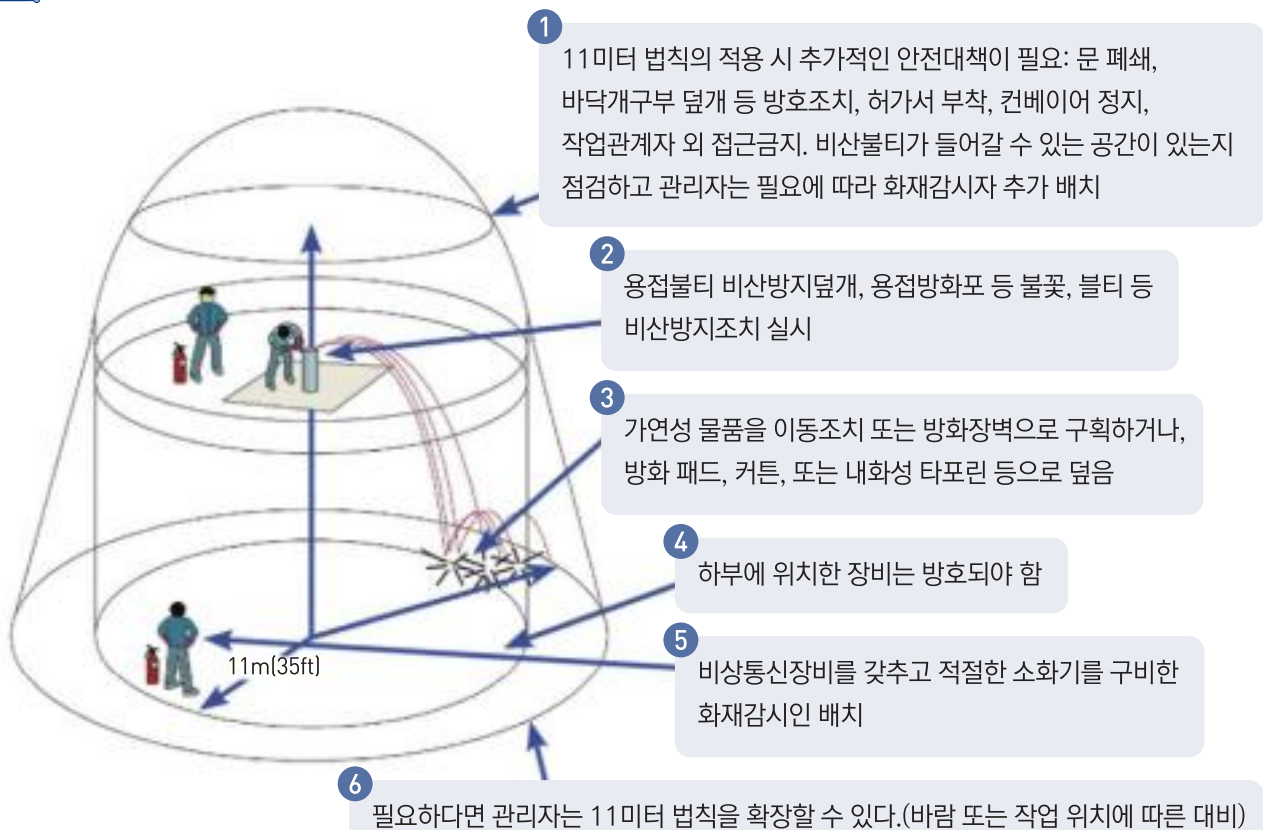 1
11미터 법칙의 적용 시 추가적인 안전대책이 필요: 문 폐쇄,
바닥개구부 덮개 등 방호조치, 허가서 부착, 컨베이어 정지,
작업관계자 외 접근금지. 비산불티가 들어갈 수 있는 공간이 있는지
점검하고 관리자는 필요에 따라 화재감시자 추가 배치
2
용접불티 비산방지덮개, 용접방화포 등 불꽃, 블티 등
비산방지조치 실시
3
가연성 물품을 이동조치 또는 방화장벽으로 구획하거나,
방화 패드, 커튼, 또는 내화성 타포린 등으로 덮음
4
하부에 위치한 장비는 방호되야 함
5
비상통신장비를 갖추고 적절한 소화기를 구비한
화재감시인 배치
11m(35ft)
6
필요하다면 관리자는 11미터 법칙을 확장할 수 있다.(바람 또는 작업 위치에 따른 대비)